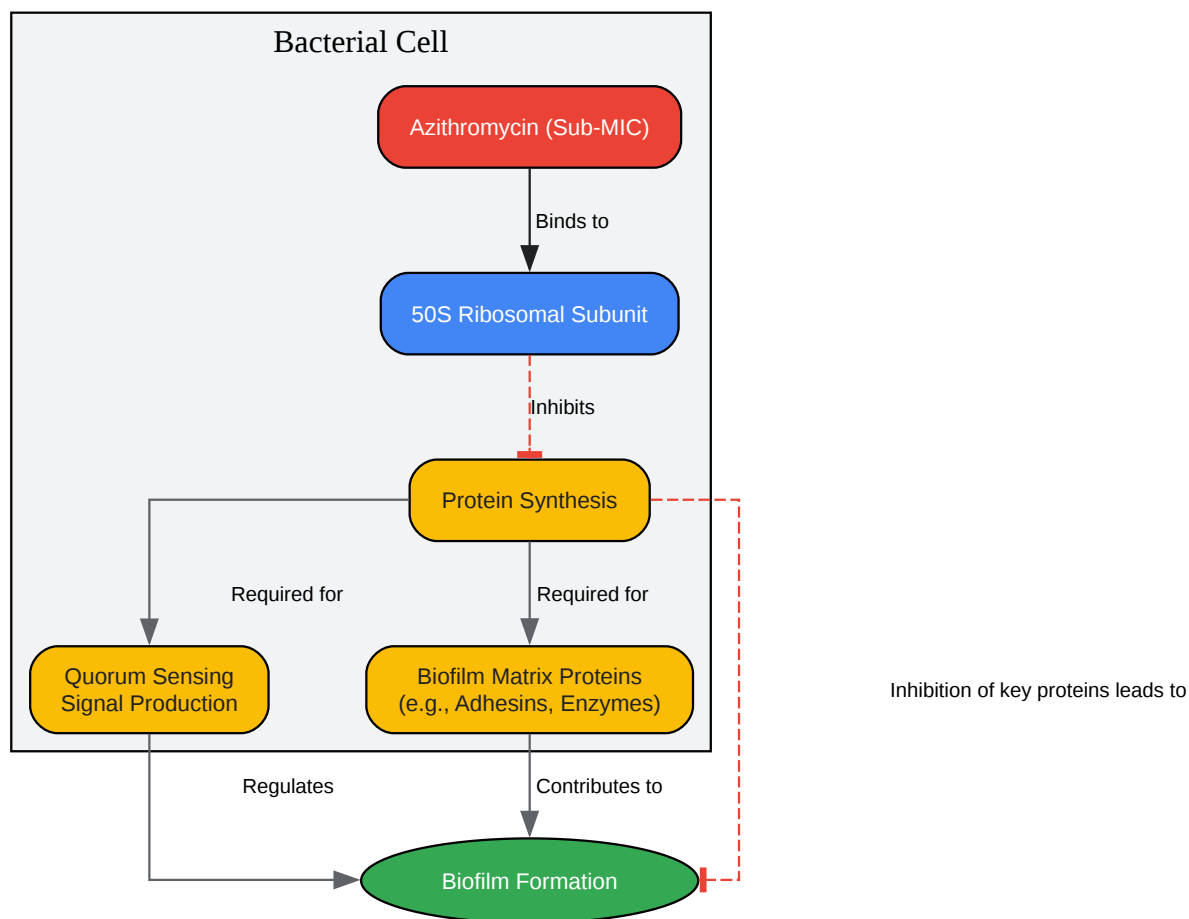 Bacterial Cell
Azithromycin (Sub-MIC)
Binds to
50S Ribosomal Subunit
Inhibits
Protein Synthesis
Required for
Required for
Quorum Sensing
Signal Production
Biofilm Matrix Proteins
(e.g., Adhesins, Enzymes)
Inhibition of key proteins leads to
Regulates
Contributes to
Biofilm Formation